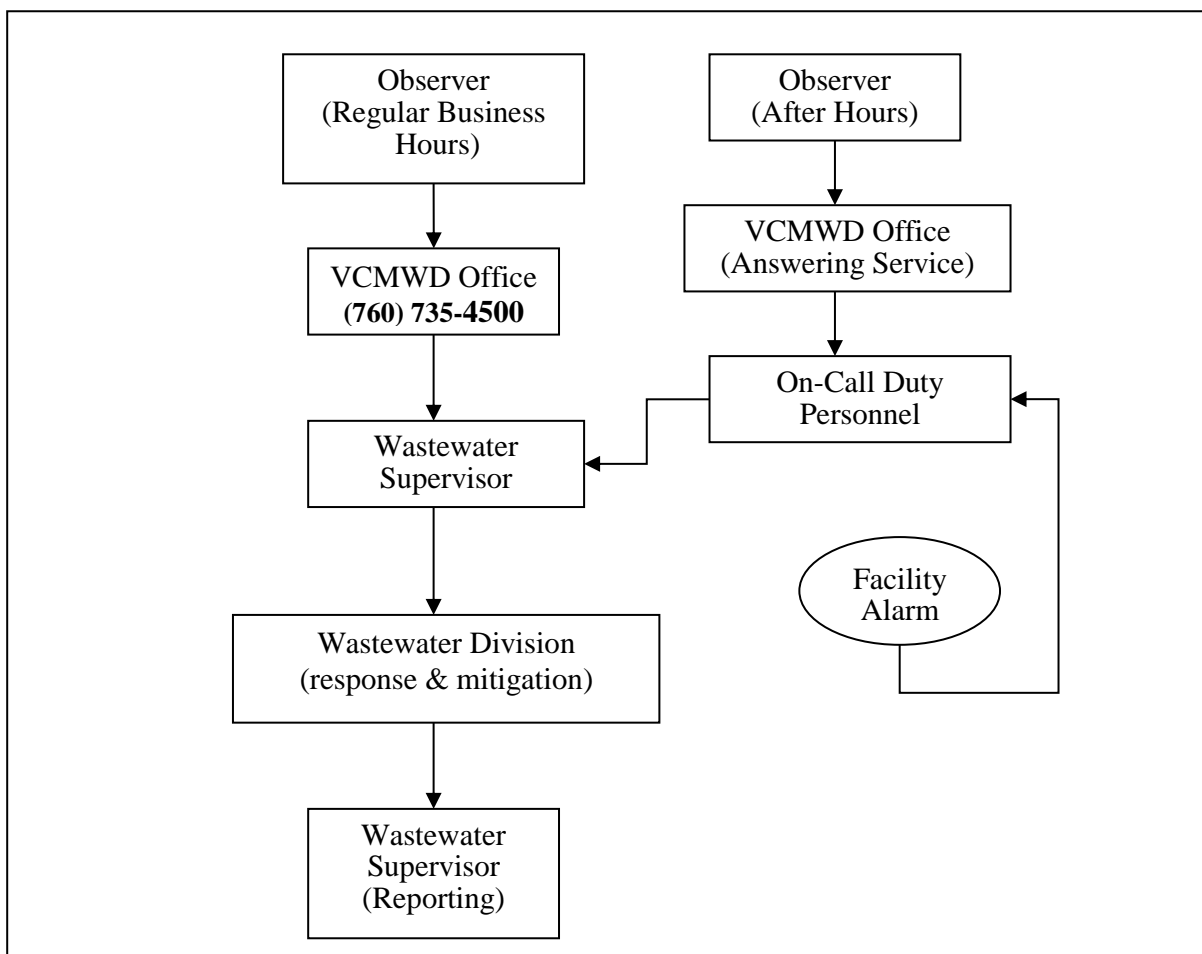 Observer
(Regular Business
Hours)
Observer
(After Hours)
VCMWD Office
(760) 735-4500
VCMWD Office
(Answering Service)
On-Call Duty
Personnel
Wastewater
Supervisor
Facility
Alarm
Wastewater Division
(response & mitigation)
Wastewater
Supervisor
(Reporting)